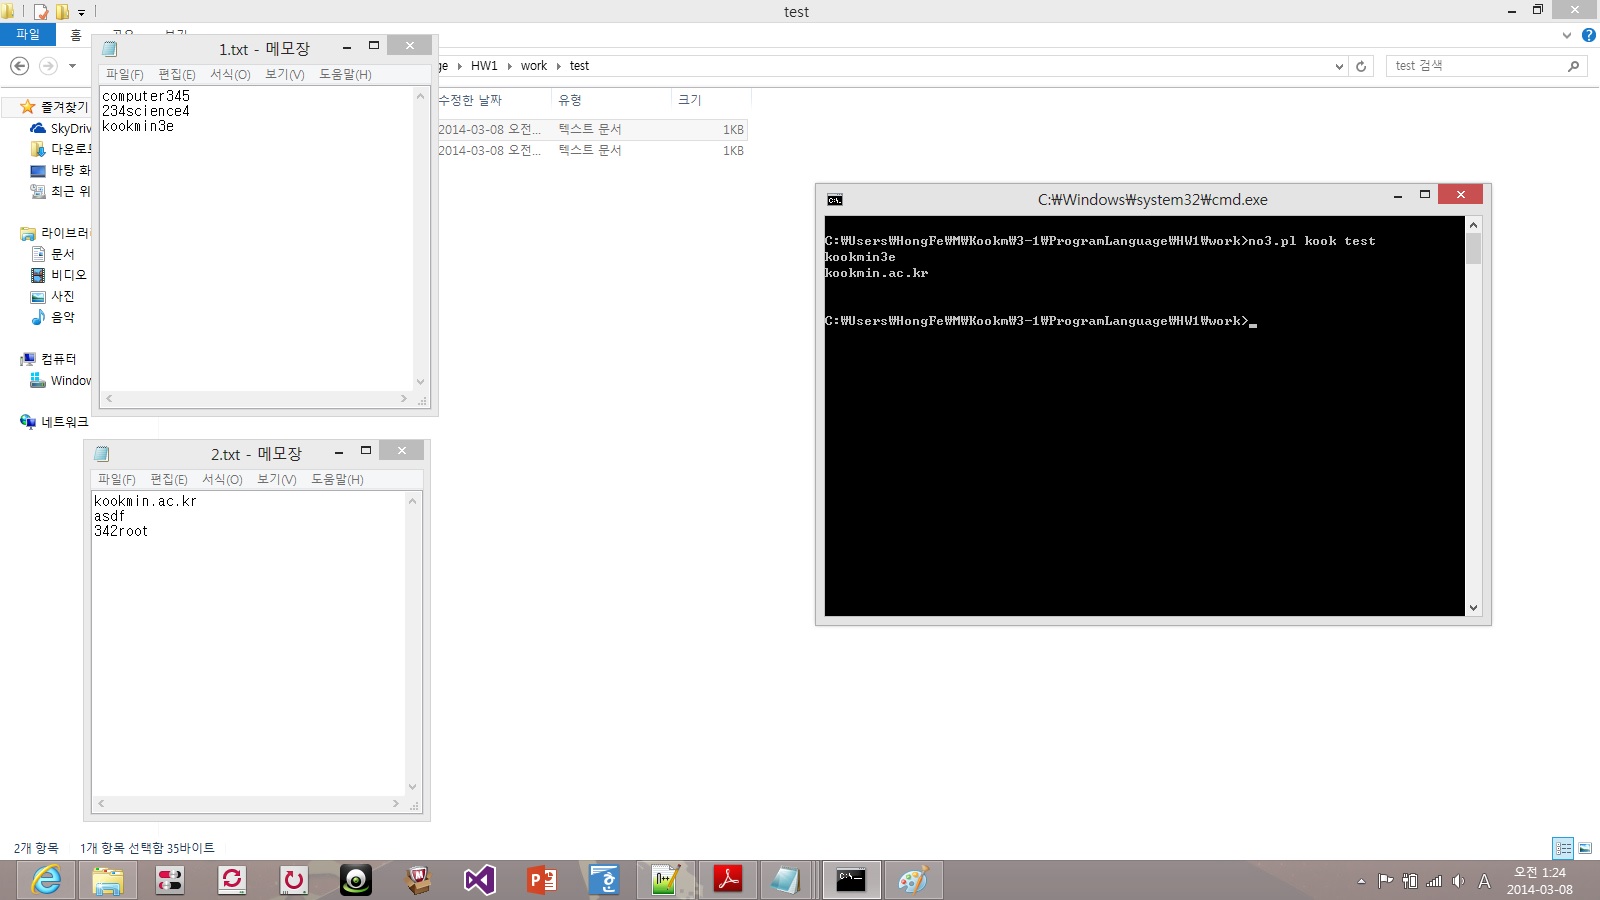 test
파일
홈
HW1 work test
test 검색
즐겨찾기
수정한 날짜 유형 크기
2014-03-08 오전... 텍스트 문서 1KB
2014-03-08 오전... 텍스트 문서 1KB
SkyDriv
다운로드
바탕 화
최근 위
라이브러리
문서
비디오
사진
음악
컴퓨터
Window
네트워크
1.txt - 메모장
파일(F) 편집(E) 서식(O) 보기(V) 도움말(H)
computer345
234science4
kookmin3e
2.txt - 메모장
파일(F) 편집(E) 서식(O) 보기(V) 도움말(H)
kookmin.ac.kr
asdf
342root
C:₩Windows₩system32₩cmd.exe
C:₩Users₩HongFe₩M₩Kookm₩3-1₩ProgramLanguage₩HW1₩work>no3.pl kook test
kookmin3e
kookmin.ac.kr
C:₩Users₩HongFe₩M₩Kookm₩3-1₩ProgramLanguage₩HW1₩work>
2개 항목 1개 항목 선택함 35바이트
A
오전 1:24
2014-03-08